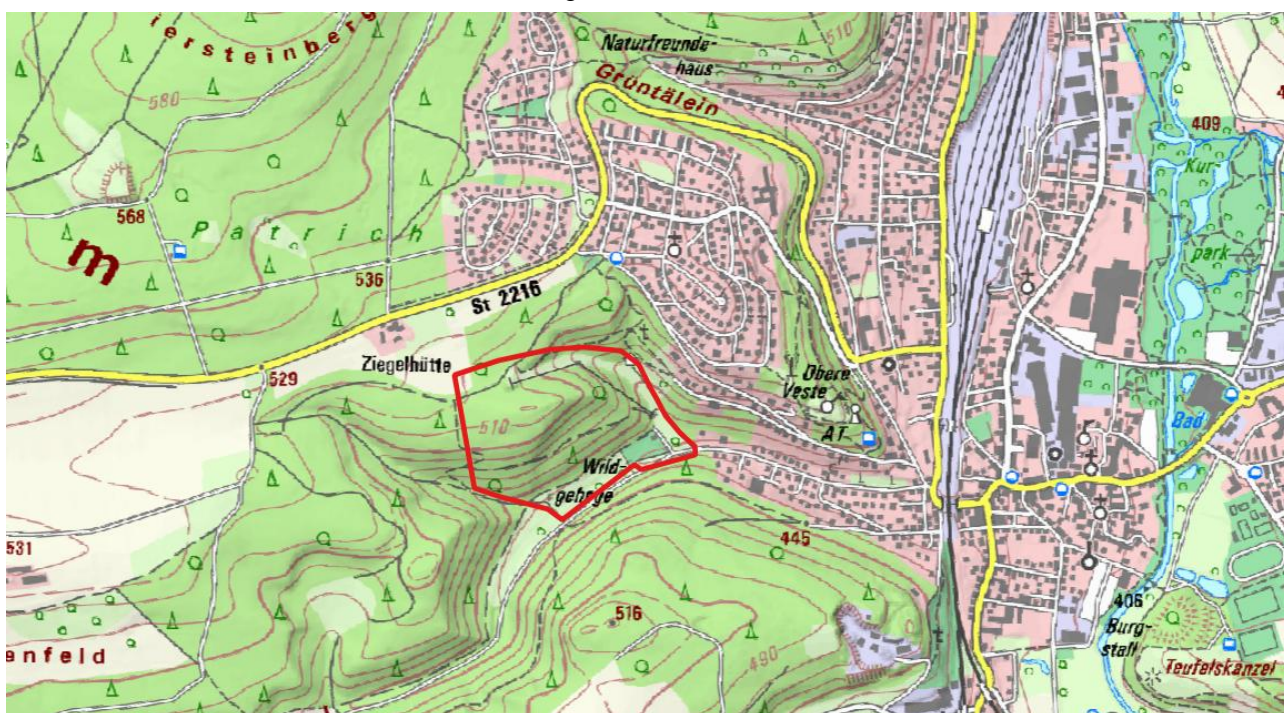 iersteinberg
580
Naturfreunde-
haus
510
Grüntälein
409
Kur-
park
568
Patrich
m
536
St 2216
Ziegelhütte
529
Obere
Veste
AT
Bad
510
Wild-
gehege
531
445
516
490
enfeld
406
Burg-
stall
Teufelskanzel